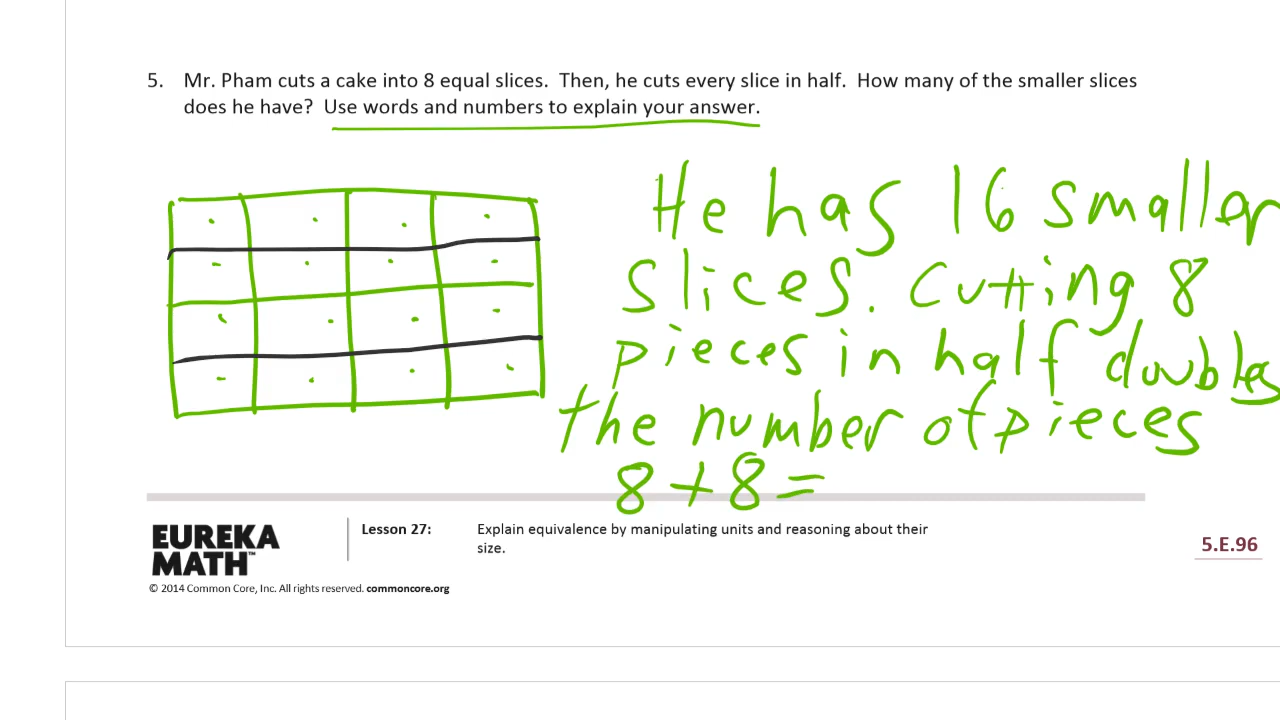 5. Mr. Pham cuts a cake into 8 equal slices. Then, he cuts every slice in half. How many of the smaller slices
does he have? Use words and numbers to explain your answer.
He has 16 smaller
slices. Cutting 8
pieces in half doubles
the number of pieces
8 + 8 =
EUREKA
MATH™
Lesson 27: Explain equivalence by manipulating units and reasoning about their
size.
5.E.96
© 2014 Common Core, Inc. All rights reserved. commoncore.org